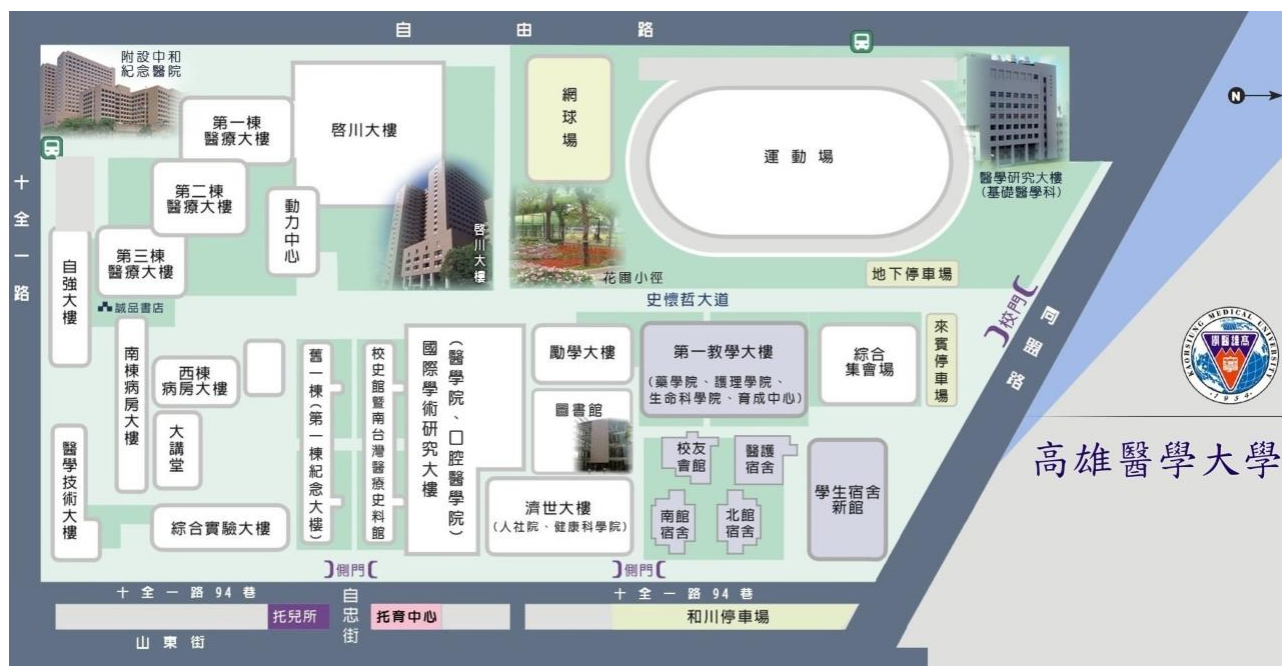 自由路
附設中和
紀念醫院
第一棟
醫療大樓
啓川大樓
網球場
運動場
醫學研究大樓
(基礎醫學科)
N
十全一路
第二棟
醫療大樓
動力中心
啓川大樓
第三棟
醫療大樓
自強大樓
誠品書店
花圃小徑
地下停車場
史懷哲大道
校門
同盟路
南棟病房大樓
西棟
病房大樓
大講堂
舊一棟(第一棟紀念大樓)
校史館暨南台灣醫療史料館
國際學術研究大樓
(醫學院、口腔醫學院)
勵學大樓
圖書館
第一教學大樓
(藥學院、護理學院、
生命科學院、育成中心)
綜合
集會場
來賓停車場
KAOHSIUNG MEDICAL UNIVERSITY
學醫雄高
·1954·
高雄醫學大學
醫學技術大樓
綜合實驗大樓
濟世大樓
(人社院、健康科學院)
校友
會館
醫護
宿舍
南館
宿舍
北館
宿舍
學生宿舍
新館
側門
側門
十全一路94巷
自忠街
十全一路94巷
托兒所
托育中心
和川停車場
山東街